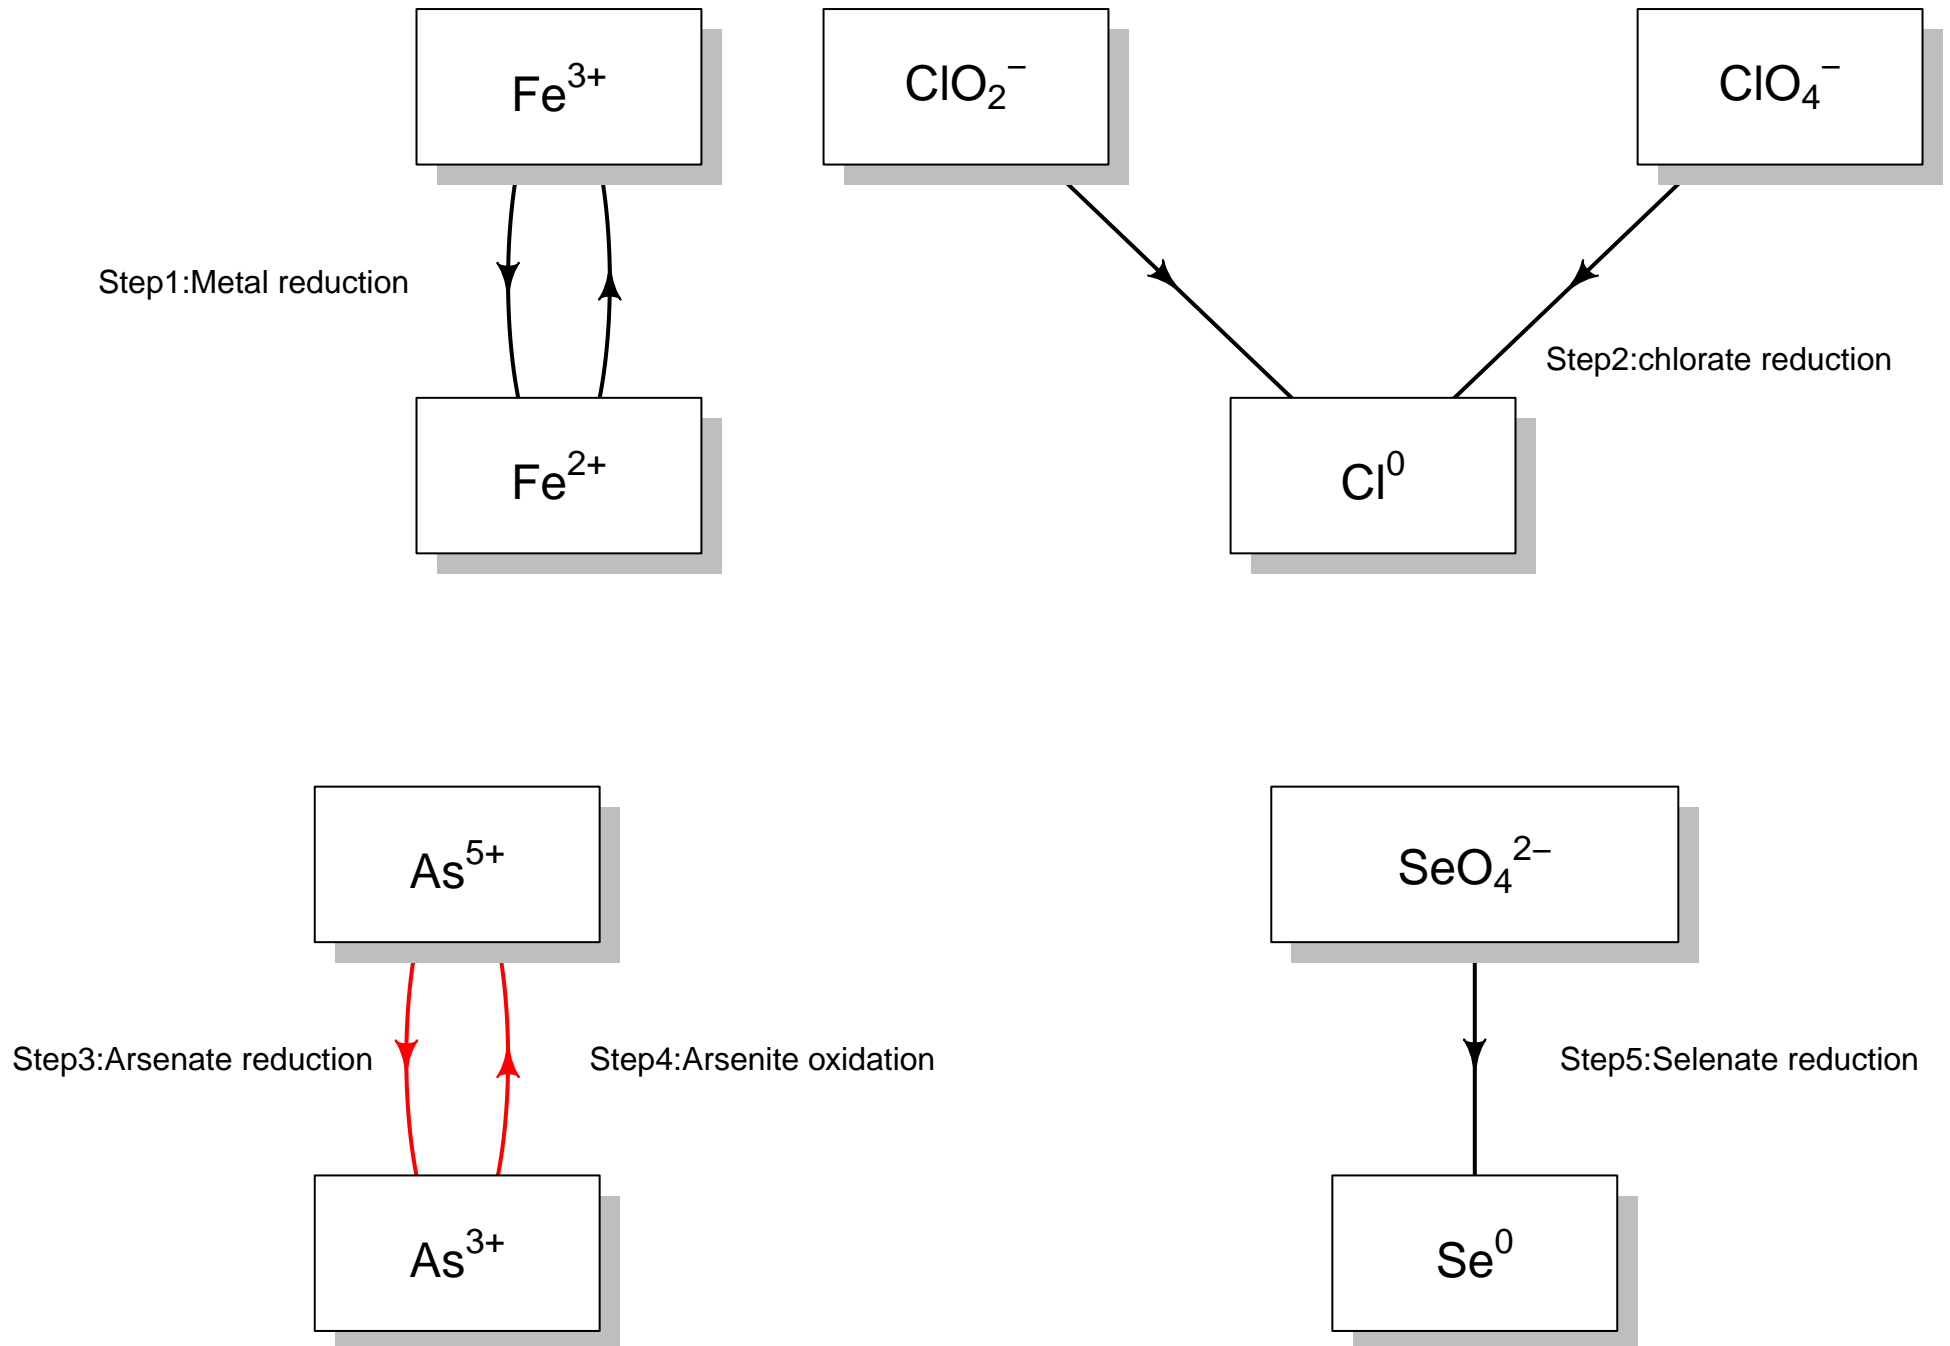 Fe³⁺
ClO₂⁻
ClO₄⁻
Step1:Metal reduction
Step2:chlorate reduction
Fe²⁺
Cl⁰
As⁵⁺
SeO₄²⁻
Step3:Arsenate reduction
Step4:Arsenite oxidation
Step5:Selenate reduction
As³⁺
Se⁰